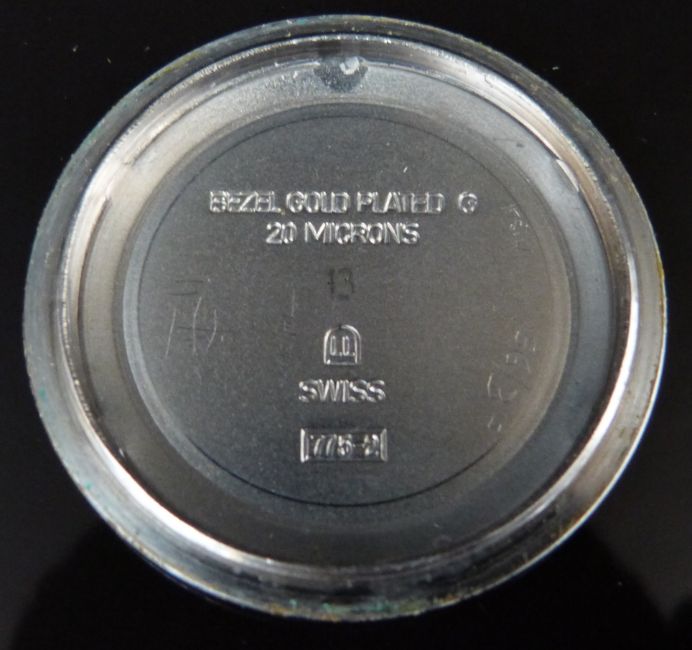 BEZEL GOLD PLATED G
20 MICRONS
13
SWISS
775-2